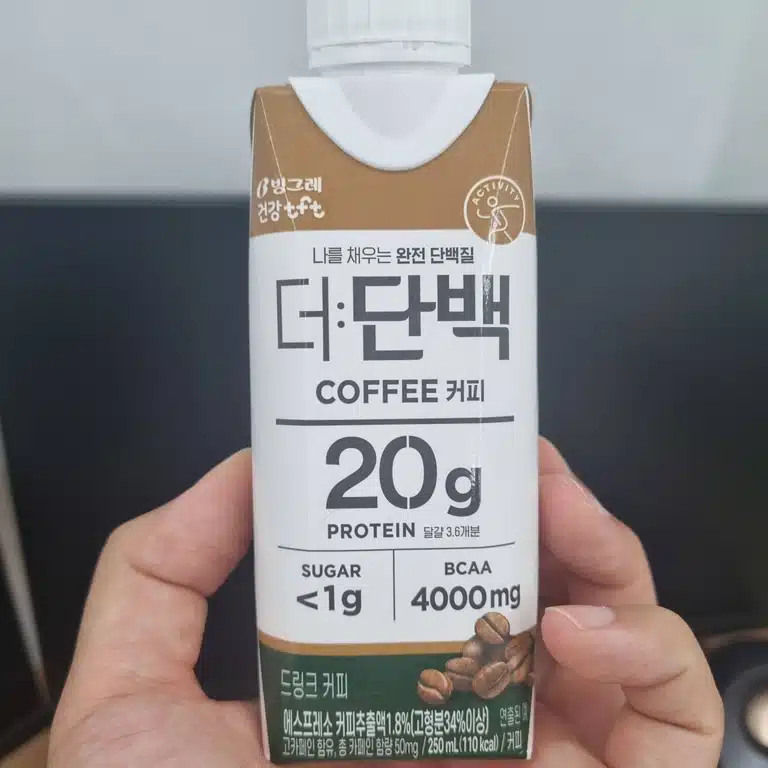 빙그레
건강 tft
ACTIVITY
나를 채우는 완전 단백질
더:단백
COFFEE 커피
20g
PROTEIN 달걀 3.6개분
SUGAR
<1g
BCAA
4000mg
드링크 커피
에스프레소 커피추출액1.8%(고형분34%이상) 연출된
고카페인 함유, 총 카페인 함량 50mg / 250 mL(110 kcal) / 커피